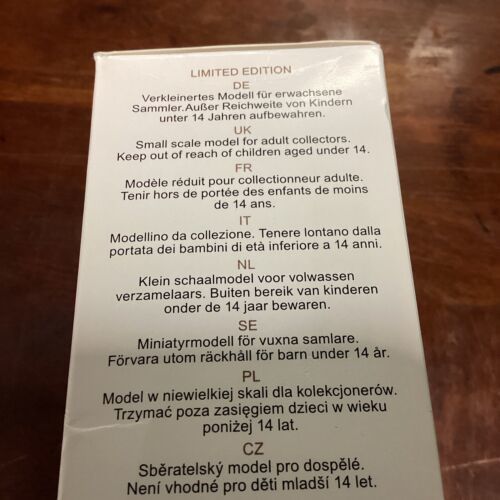 LIMITED EDITION
DE
Verkleinertes Modell für erwachsene
Sammler.Außer Reichweite von Kindern
unter 14 Jahren aufbewahren.
UK
Small scale model for adult collectors.
Keep out of reach of children aged under 14.
FR
Modèle réduit pour collectionneur adulte.
Tenir hors de portée des enfants de moins
de 14 ans.
IT
Modellino da collezione. Tenere lontano dalla
portata dei bambini di età inferiore a 14 anni.
NL
Klein schaalmodel voor volwassen
verzamelaars. Buiten bereik van kinderen
onder de 14 jaar bewaren.
SE
Miniatyrmodell för vuxna samlare.
Förvara utom räckhåll för barn under 14 år.
PL
Model w niewielkiej skali dla kolekcjonerów.
Trzymać poza zasięgiem dzieci w wieku
poniżej 14 lat.
CZ
Sběratelský model pro dospělé.
Není vhodné pro děti mladší 14 let.